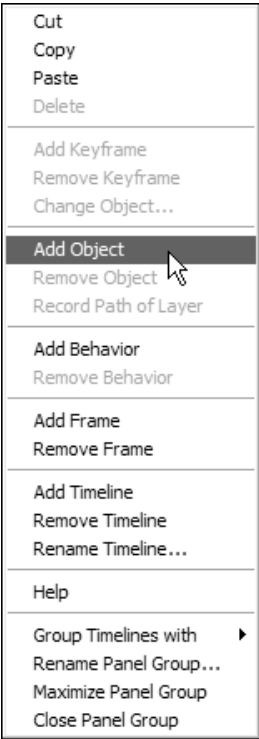 Cut
Copy
Paste
Delete
Add Keyframe
Remove Keyframe
Change Object...
Add Object
Remove Object
Record Path of Layer
Add Behavior
Remove Behavior
Add Frame
Remove Frame
Add Timeline
Remove Timeline
Rename Timeline...
Help
Group Timelines with
Rename Panel Group...
Maximize Panel Group
Close Panel Group